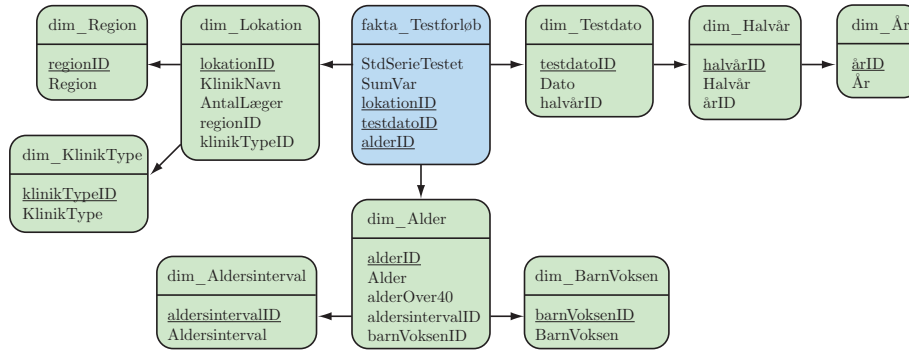 dim_Region
regionID
Region
dim_Lokation
lokationID
KlinikNavn
AntalLæger
regionID
klinikTypeID
fakta_Testforløb
StdSerieTestet
SumVar
lokationID
testdatoID
alderID
dim_Testdato
testdatoID
Dato
halvårID
dim_Halvår
halvårID
Halvår
årID
dim_År
årID
År
dim_KlinikType
klinikTypeID
KlinikType
dim_Alder
alderID
Alder
alderOver40
aldersintervalID
barnVoksenID
dim_Aldersinterval
aldersintervalID
Aldersinterval
dim_BarnVoksen
barnVoksenID
BarnVoksen